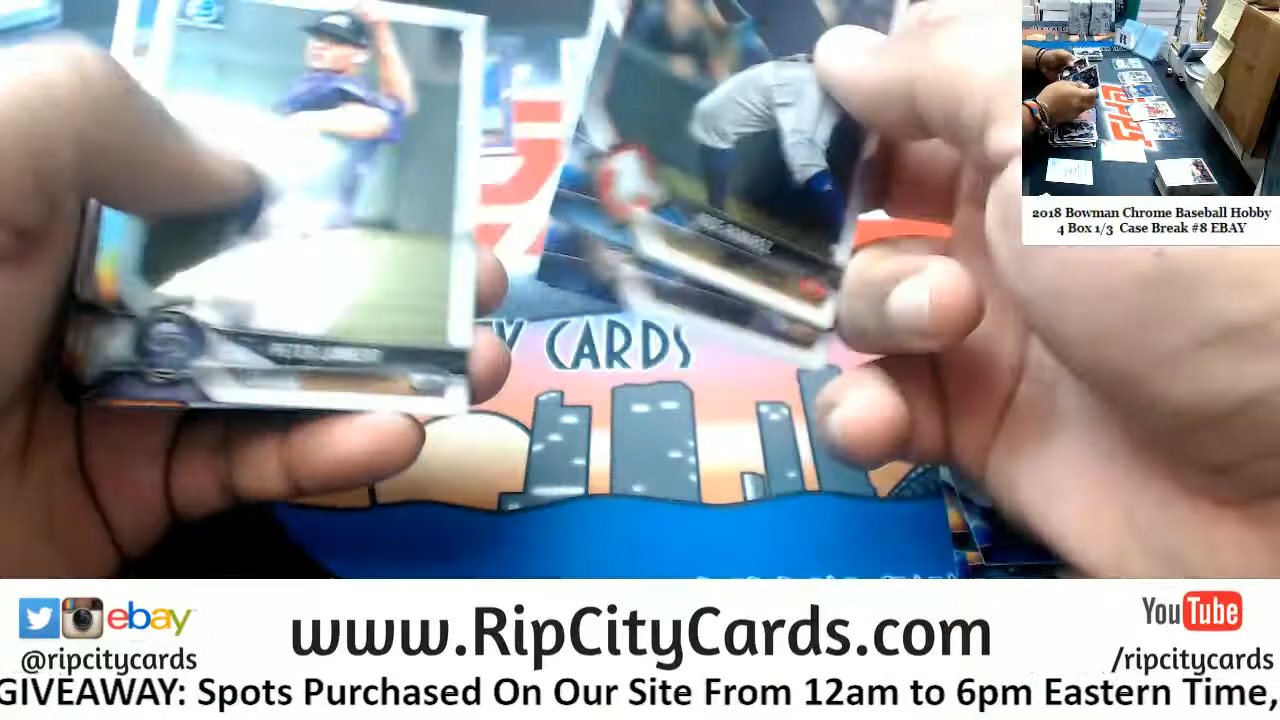 2018 Bowman Chrome Baseball Hobby
4 Box 1/3 Case Break #8 EBAY
CARDS
ebay
@ripcitycards
www.RipCityCards.com
YouTube
/ripcitycards
GIVEAWAY: Spots Purchased On Our Site From 12am to 6pm Eastern Time,